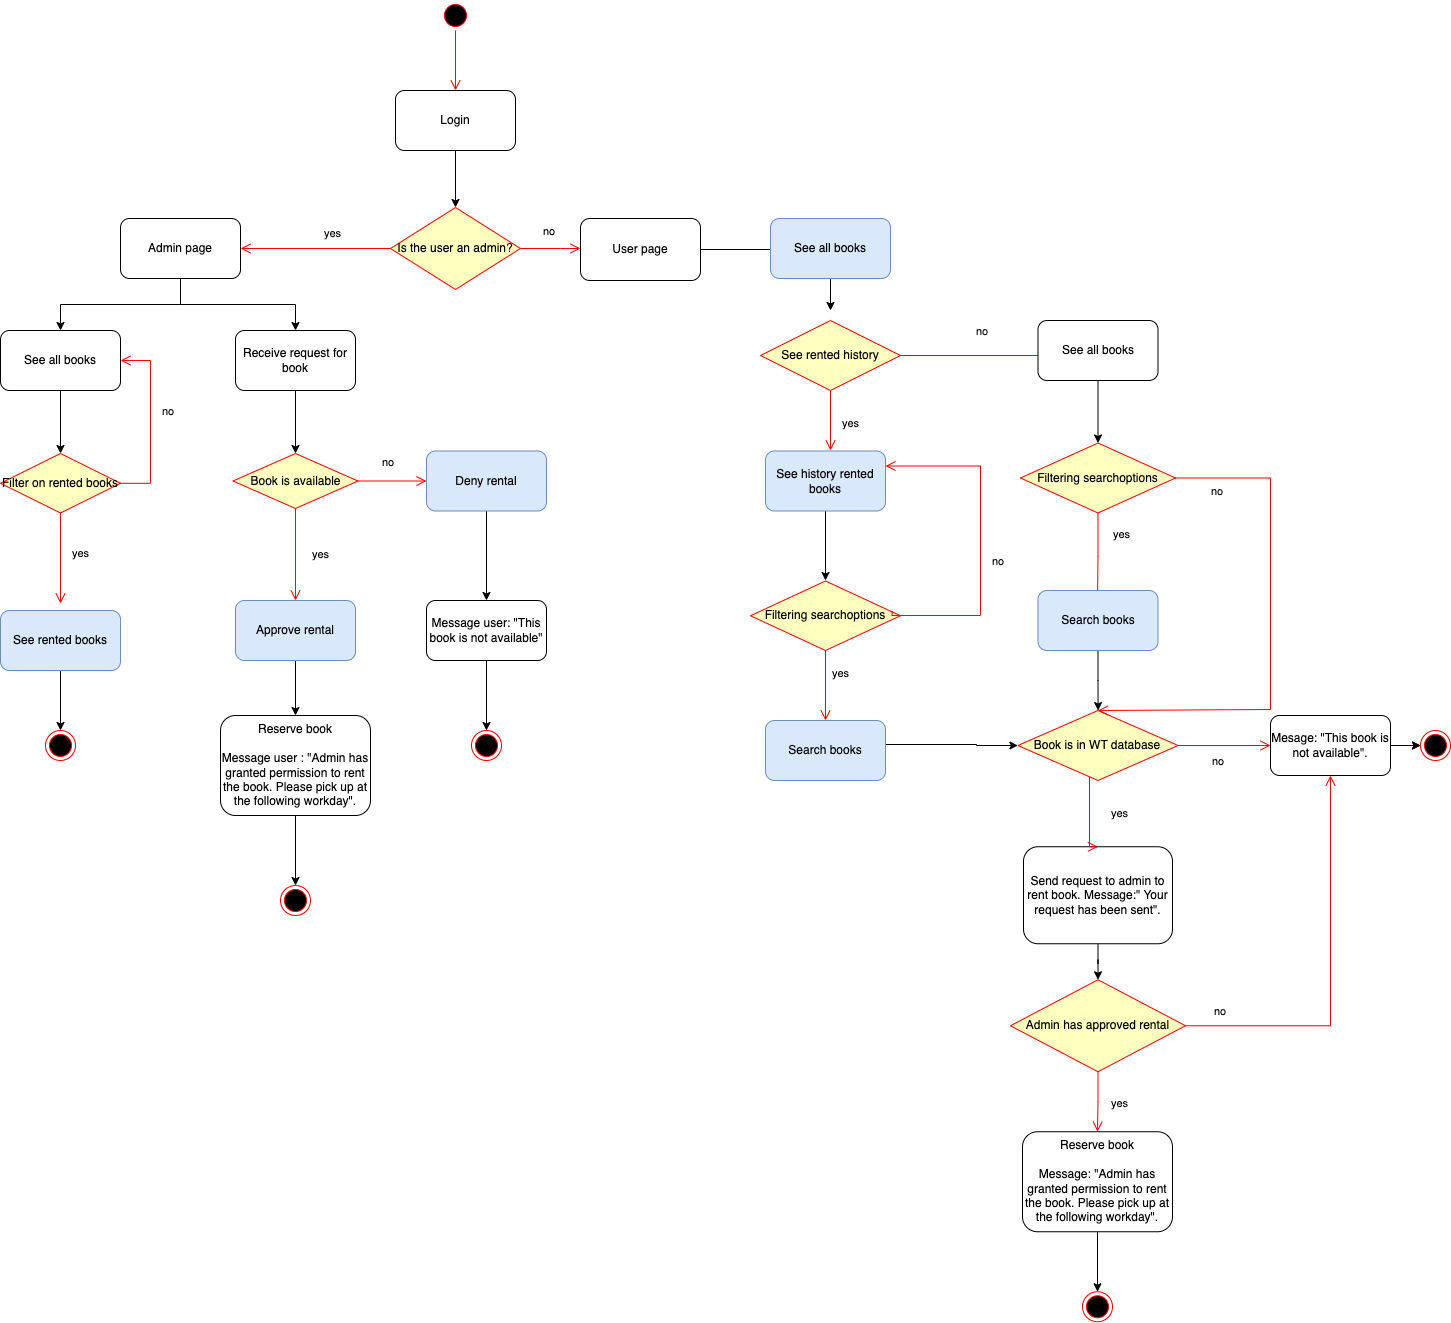 Login
yes
Is the user an admin?
no
Admin page
User page
See all books
See all books
Receive request for
book
See rented history
no
See all books
no
yes
Filter on rented books
Book is available
no
Deny rental
See history rented
books
Filtering searchoptions
no
yes
yes
yes
no
See rented books
Approve rental
Message user: "This
book is not available"
Filtering searchoptions
Search books
yes
Reserve book
Message user : "Admin has
granted permission to rent
the book. Please pick up at
the following workday".
Search books
Book is in WT database
no
Mesage: "This book is
not available".
yes
Send request to admin to
rent book. Message:" Your
request has been sent".
Admin has approved rental
no
yes
Reserve book
Message: "Admin has
granted permission to rent
the book. Please pick up at
the following workday".